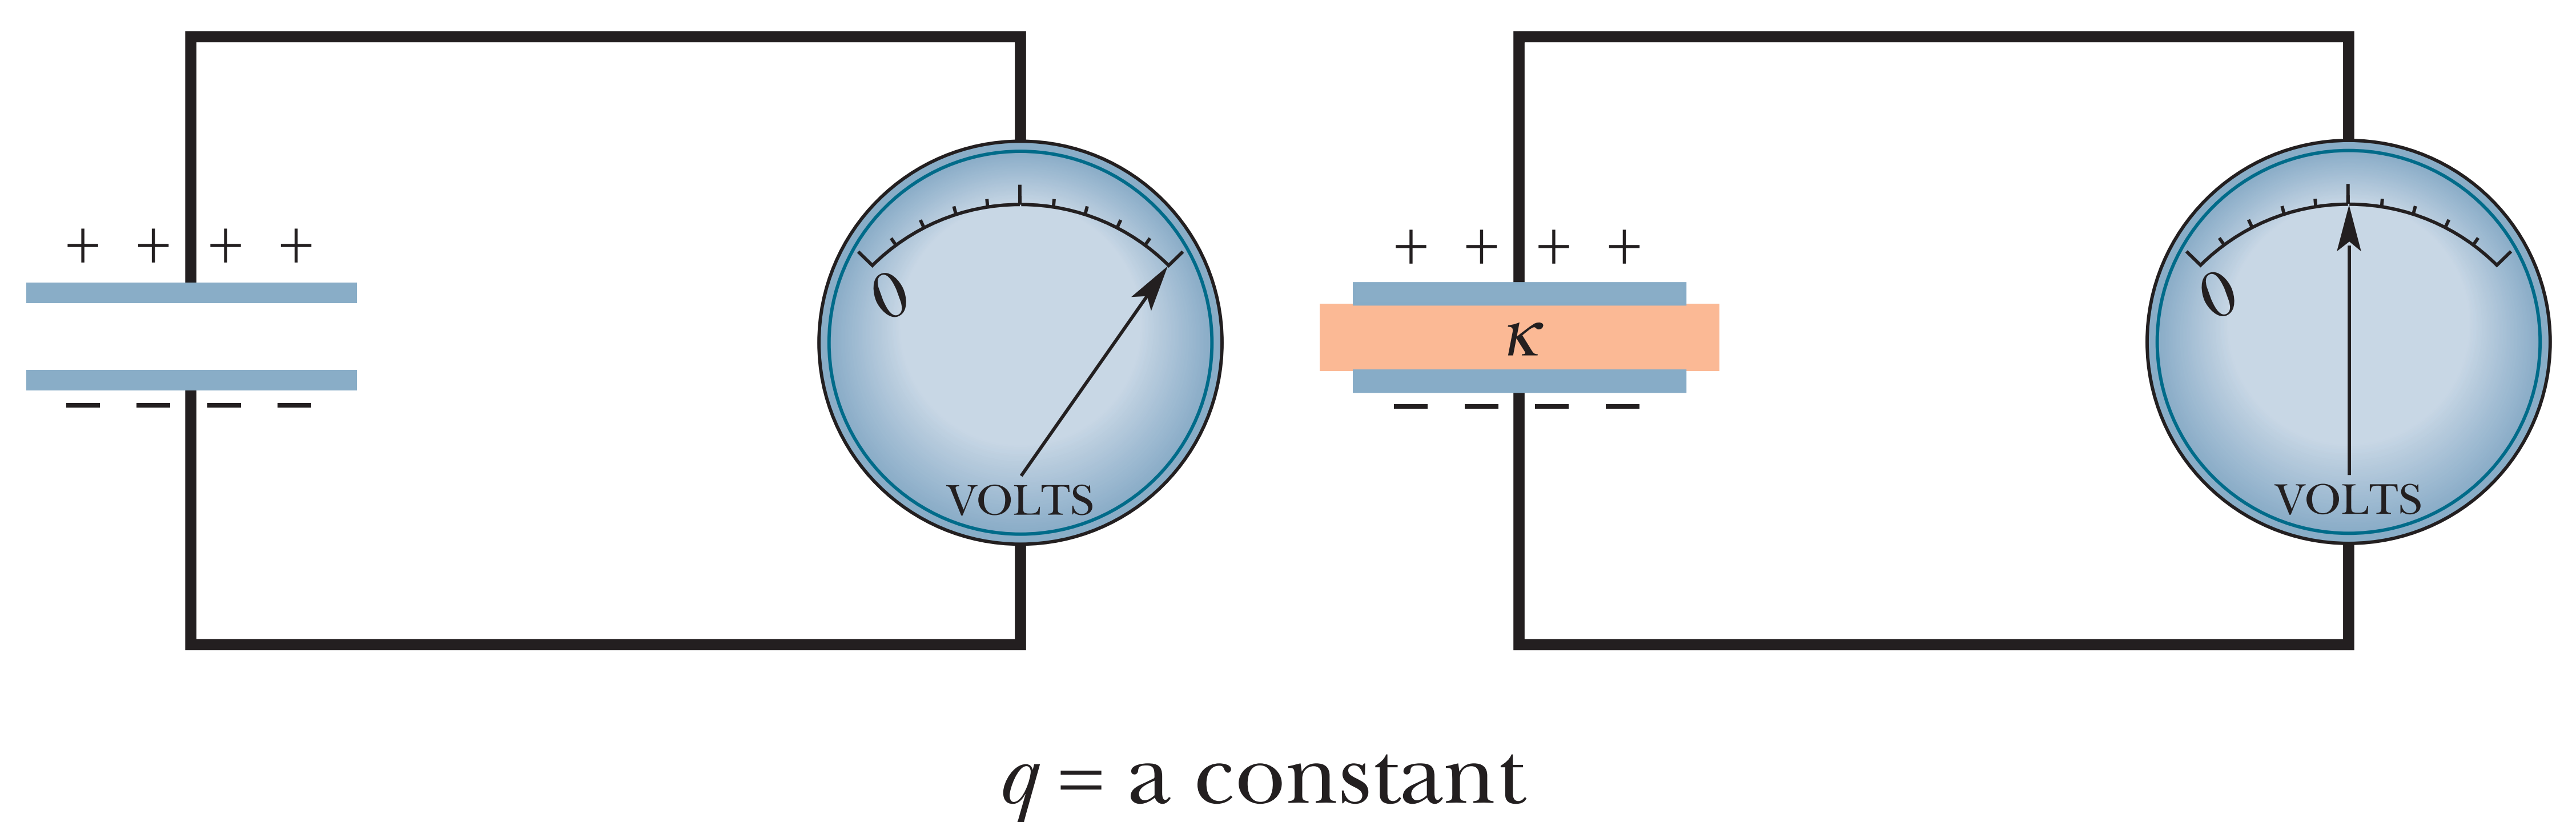 + + + +
− − − −
0
VOLTS
+ + + +
κ
− − − −
0
VOLTS
q = a constant